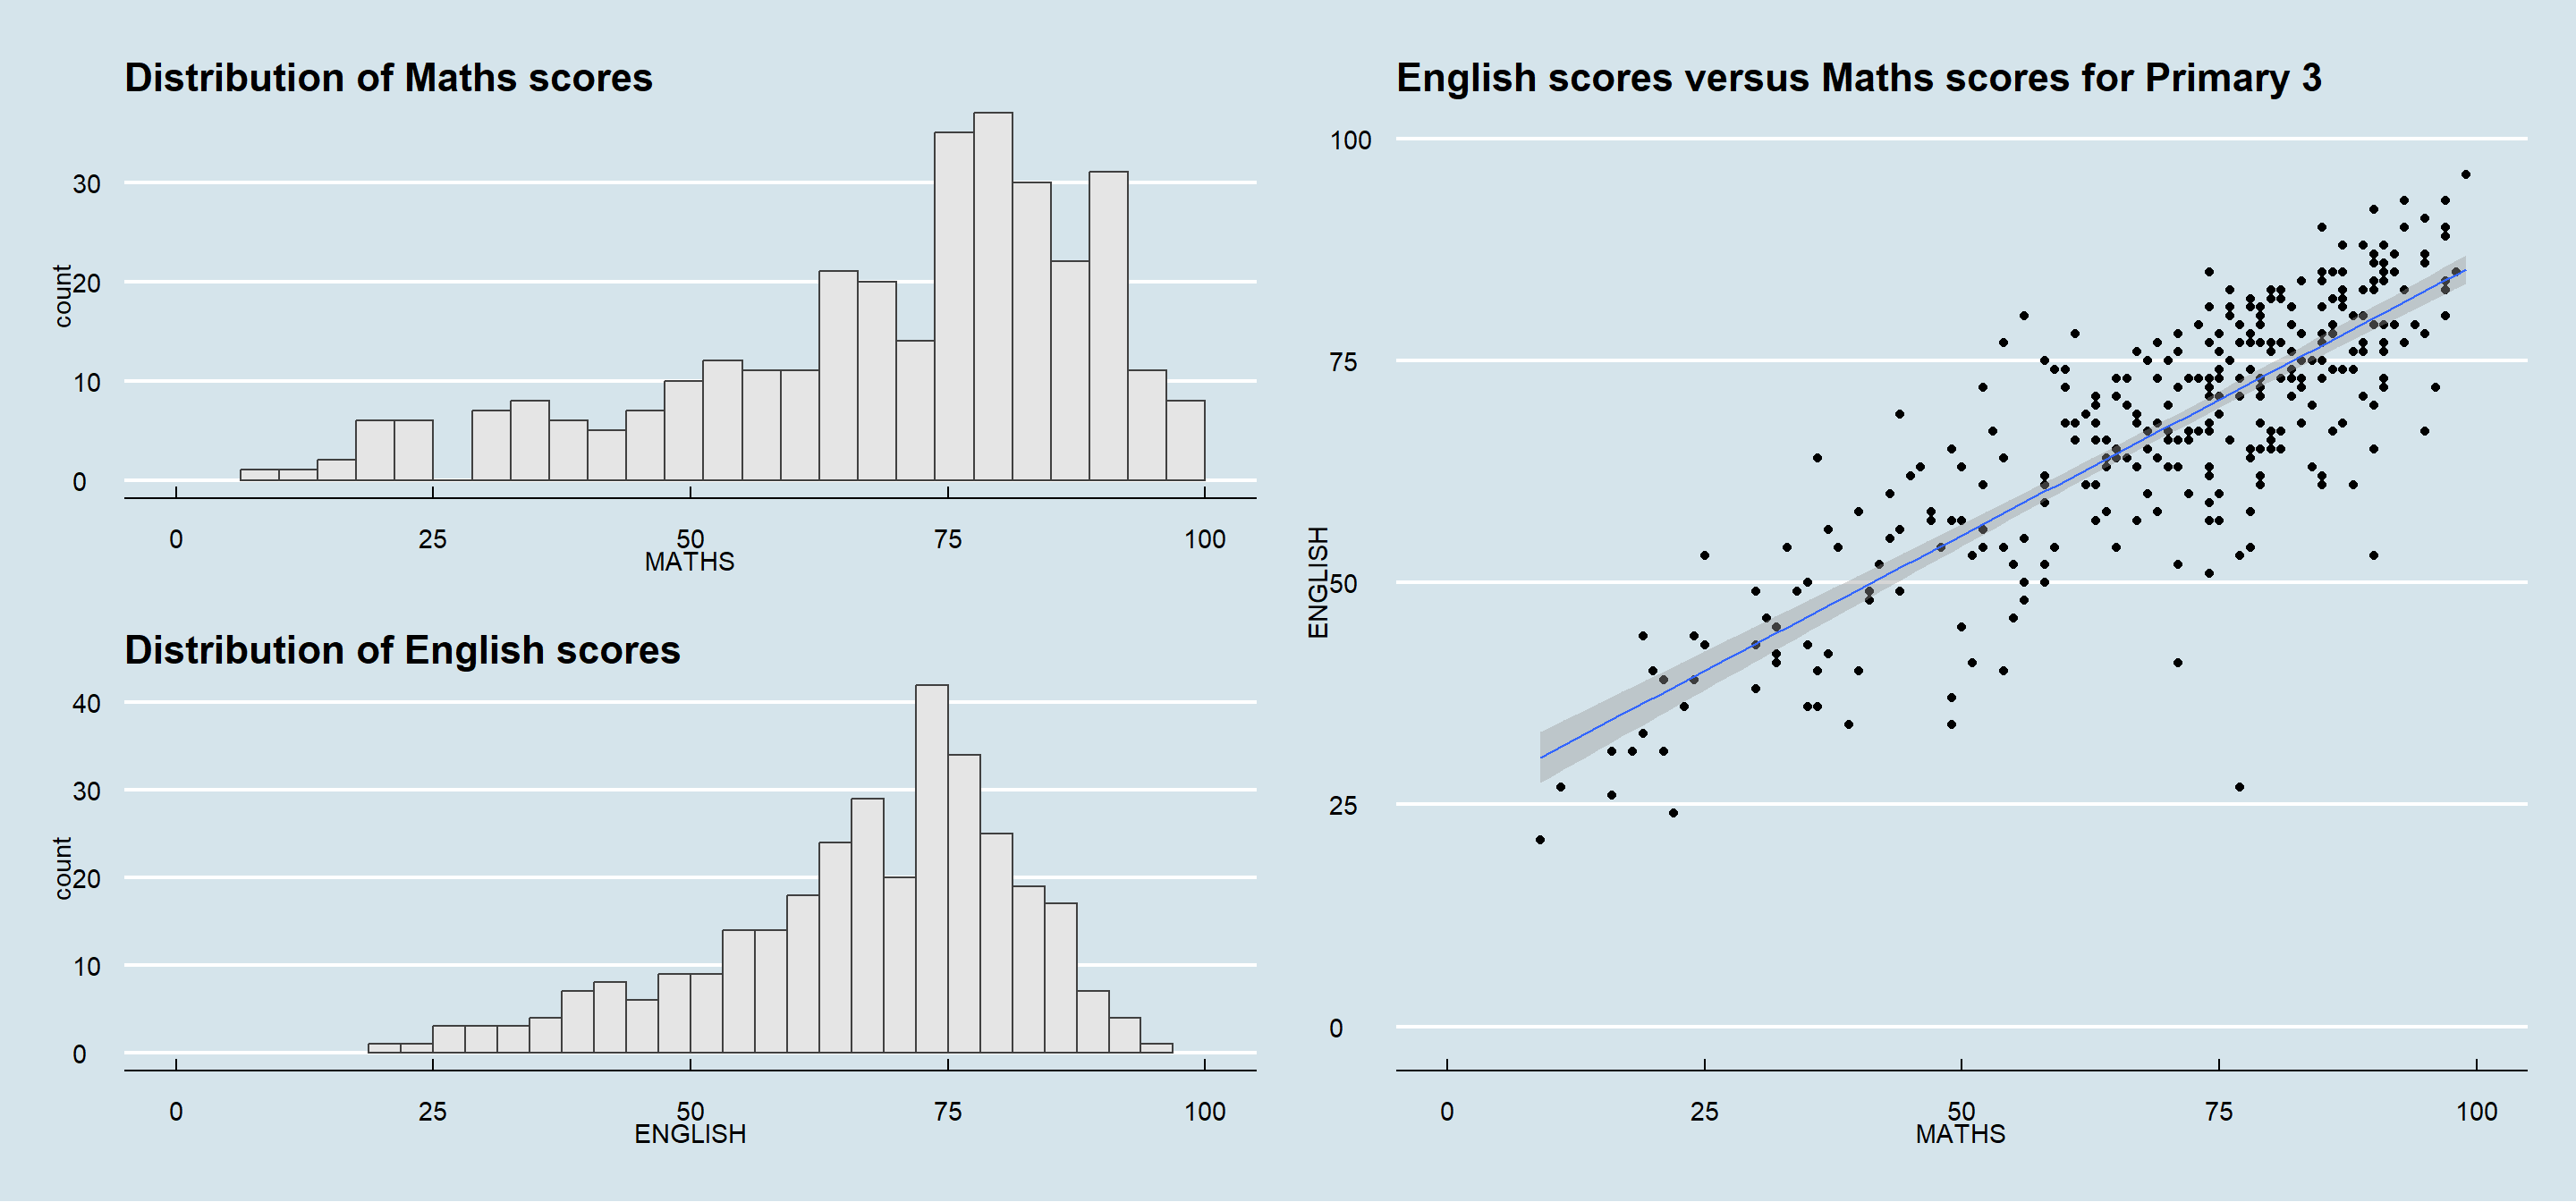 Distribution of Maths scores
30
20
10
0
count
0 25 50 75 100
MATHS
Distribution of English scores
40
30
20
10
0
count
0 25 50 75 100
ENGLISH
English scores versus Maths scores for Primary 3
100
75
50
25
0
ENGLISH
0 25 50 75 100
MATHS